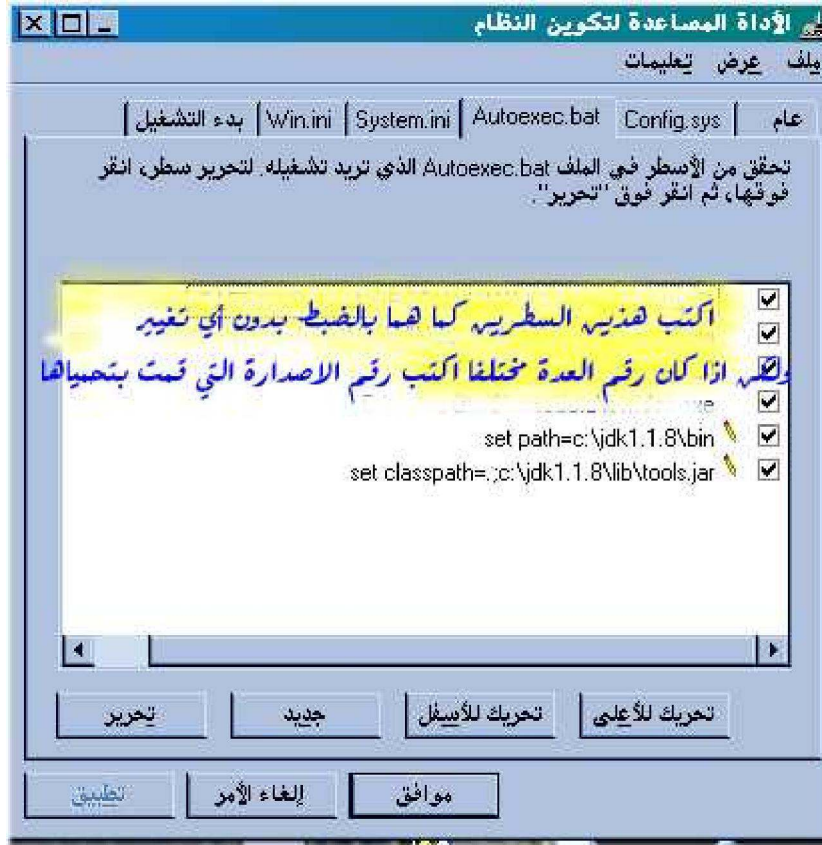 الأداة المساعدة لتكوين النظام
ملف عرض تعليمات
عام Config.sys Autoexec.bat System.ini Win.ini بدء التشغيل
تحقق من الأسطر في الملف Autoexec.bat الذي تريد تشغيله. لتحرير سطر، انقر
فوقها، ثم انقر فوق "تحرير".
اكتب هذين السطرين كما هما بالضبط بدون أي تغيير
اذا كان رقم العدة مختلفا اكتب رقم الاصدارة التي قمت بتحمياها
set path=c:\jdk1.1.8\bin
set classpath=.;c:\jdk1.1.8\lib\tools.jar
تحريك للأعلى تحريك للأسفل جديد تحرير
موافق إلغاء الأمر تطبيق